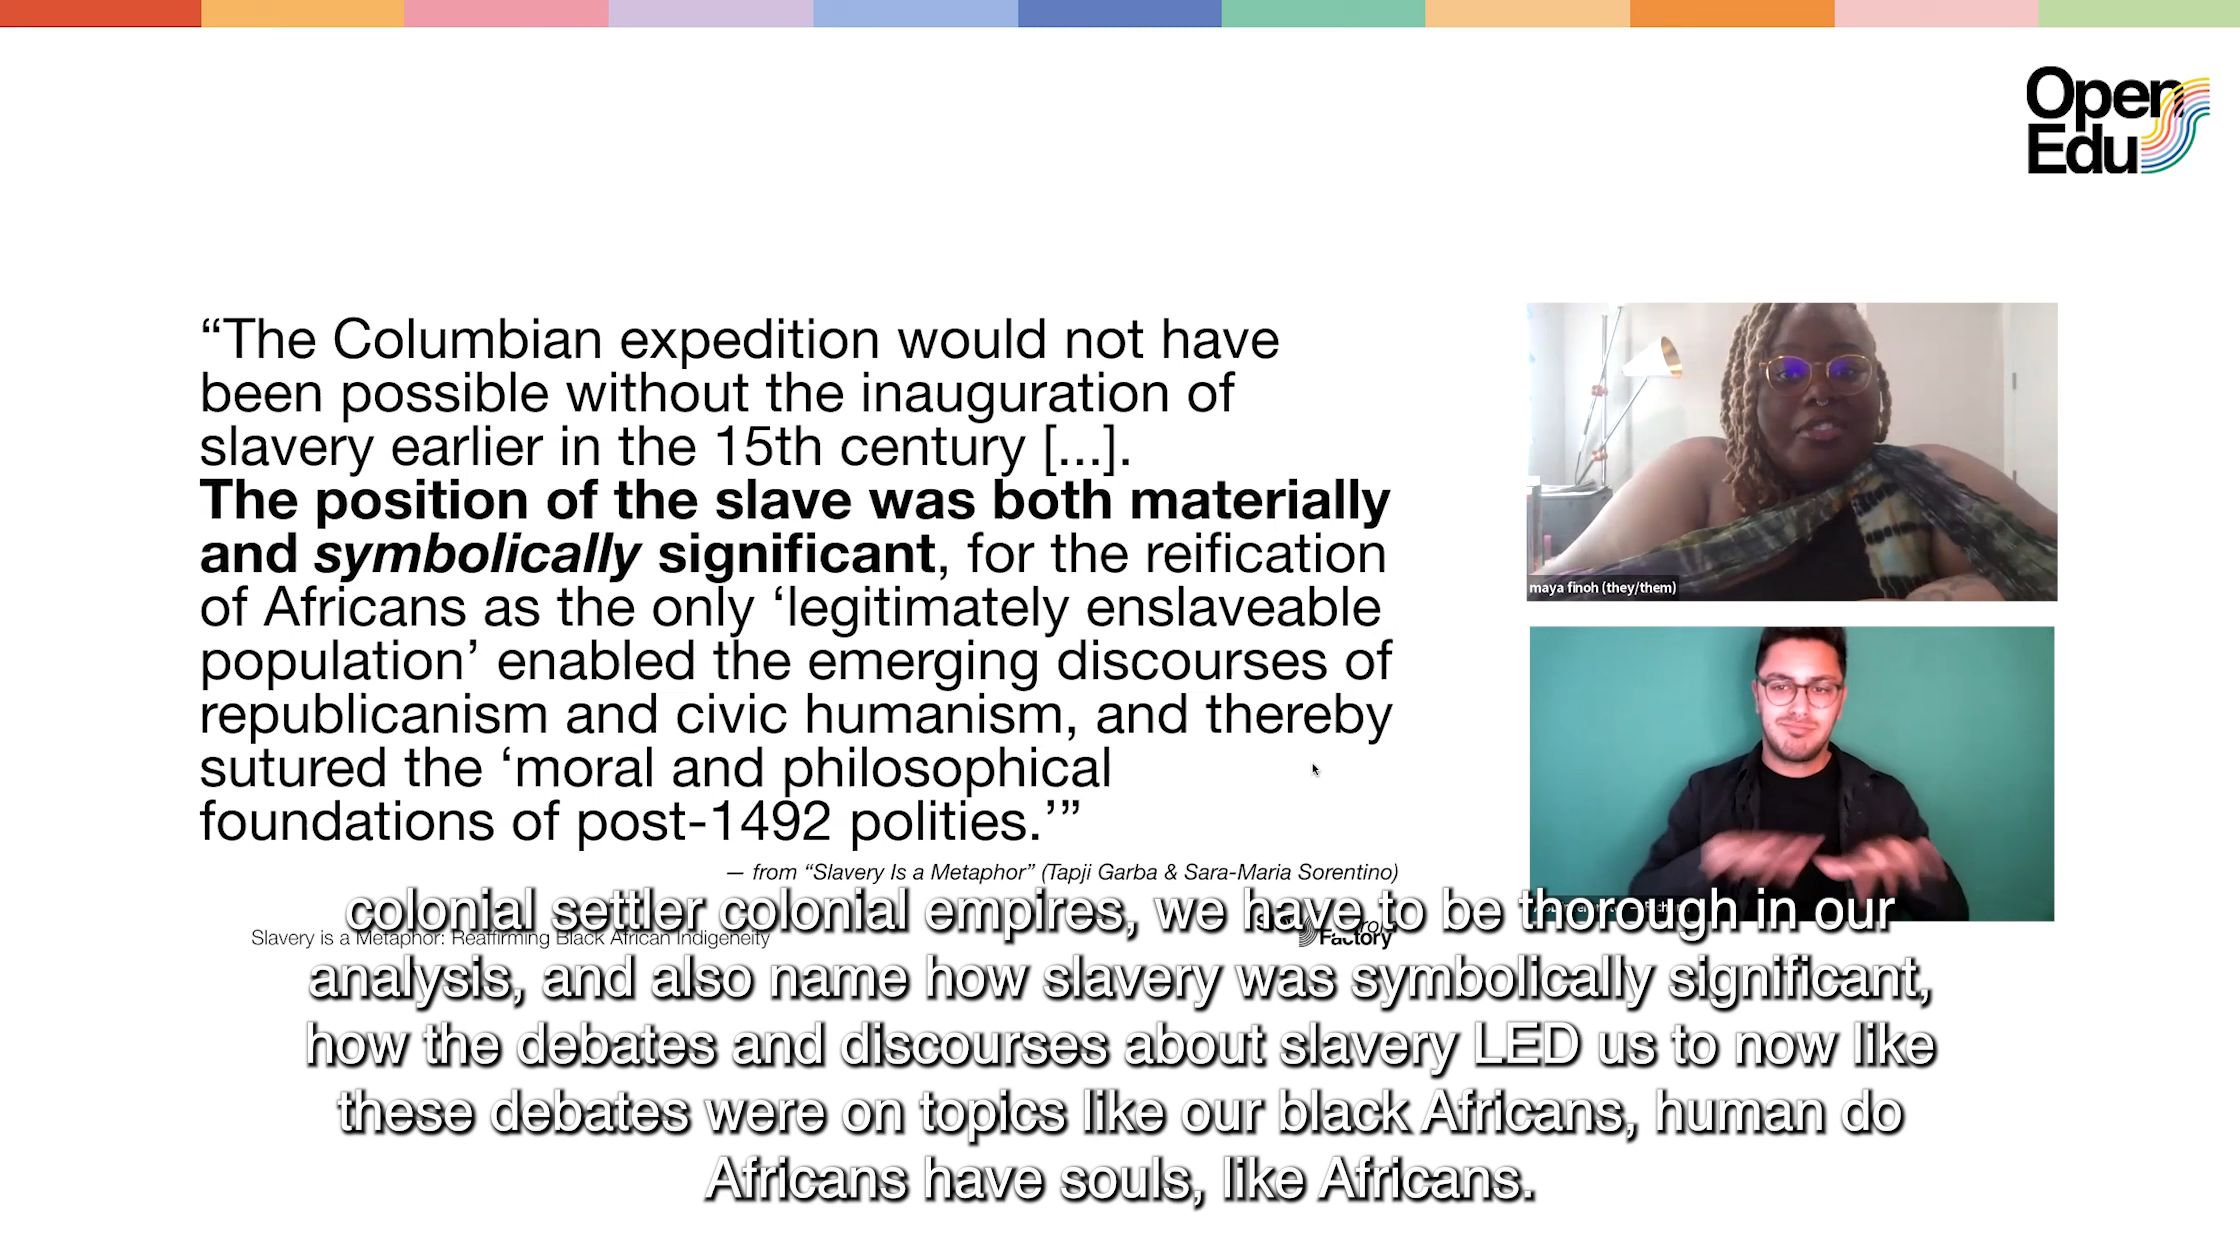 Open
Edu
“The Columbian expedition would not have
been possible without the inauguration of
slavery earlier in the 15th century [...].
The position of the slave was both materially
and symbolically significant, for the reification
of Africans as the only ‘legitimately enslaveable
population’ enabled the emerging discourses of
republicanism and civic humanism, and thereby
sutured the ‘moral and philosophical
foundations of post-1492 polities.’”
— from “Slavery Is a Metaphor” (Tapji Garba & Sara-Maria Sorentino)
maya finoh (they/them)
Slavery is a Metaphor: Reaffirming Black African Indigeneity
Factory
colonial settler colonial empires, we have to be thorough in our
analysis, and also name how slavery was symbolically significant,
how the debates and discourses about slavery LED us to now like
these debates were on topics like our black Africans, human do
Africans have souls, like Africans.